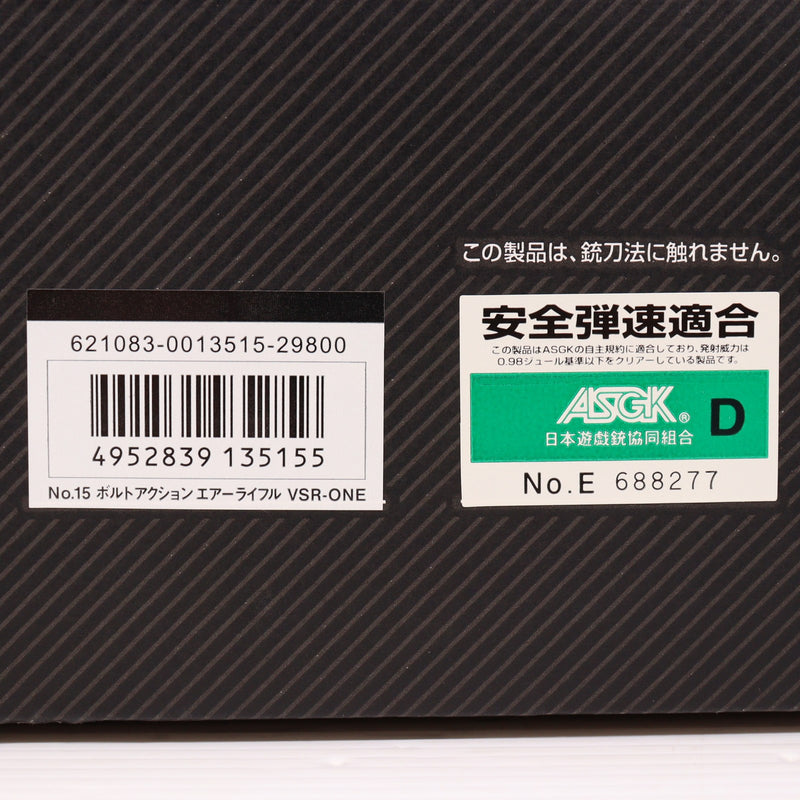 この製品は、銃刀法に触れません。
621083-0013515-29800
4952839 135155
No.15 ボルトアクション エアーライフル VSR-ONE
安全弾速適合
この製品はASGKの自主規約に適合しており、発射威力は
0.98ジュール基準以下をクリアーしている製品です。
ASGK® D
日本遊戯銃協同組合
No.E 688277